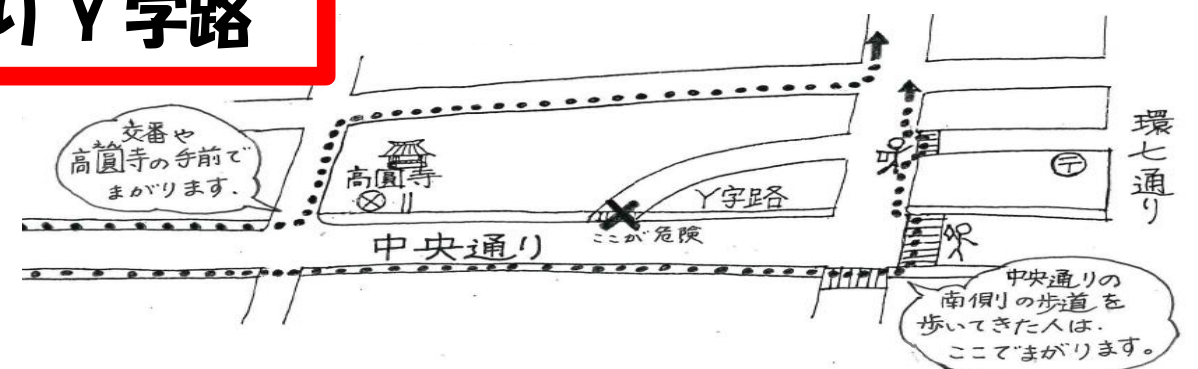 りY字路
交番や
高圓寺の手前で
まがります.
高圓寺
中央通り
Y字路
ここが危険
〒
環七通り
中央通りの
南側の歩道を
歩いてきた人は.
ここでまがります。